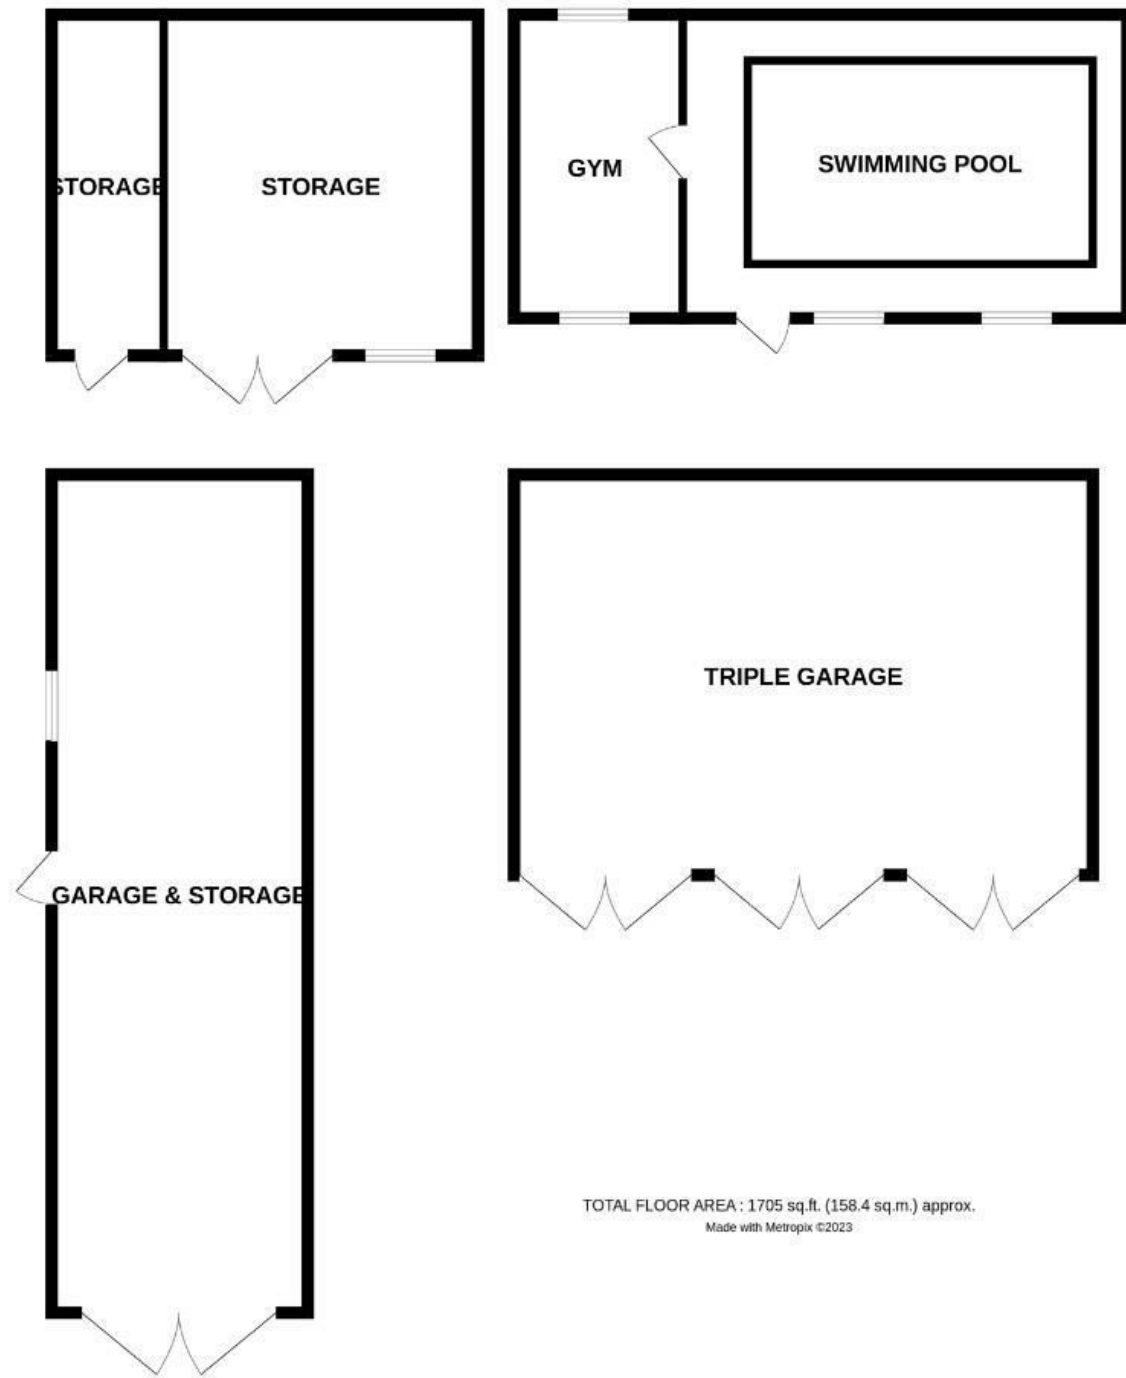 STORAGE
STORAGE
GYM
SWIMMING POOL
GARAGE & STORAGE
TRIPLE GARAGE
TOTAL FLOOR AREA : 1705 sq.ft. (158.4 sq.m.) approx.
Made with Metropix ©2023